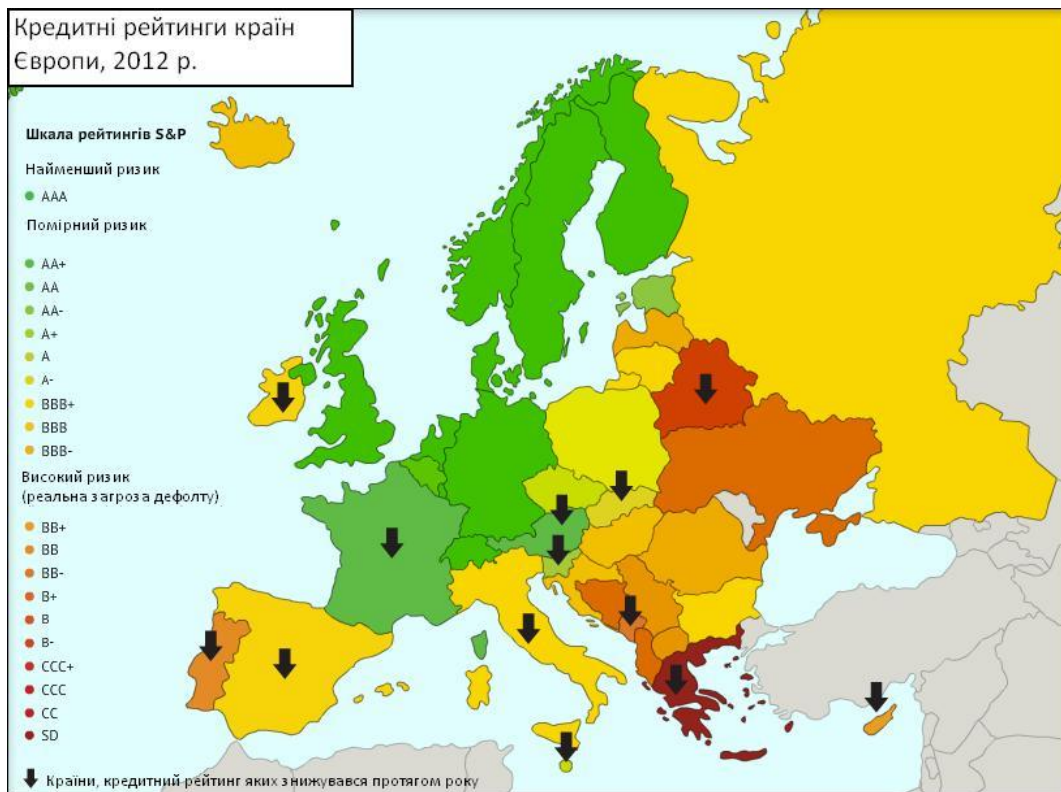 Кредитні рейтинги країн
Європи, 2012 р.
Шкала рейтингів S&P
Найменший ризик
AAA
Помірний ризик
AA+
AA
AA-
A+
A
A-
BBB+
BBB
BBB-
Високий ризик
(реальна загроза дефолту)
BB+
BB
BB-
B+
B
B-
CCC+
CCC
CC
SD
Країни, кредитний рейтинг яких знижувався протягом року